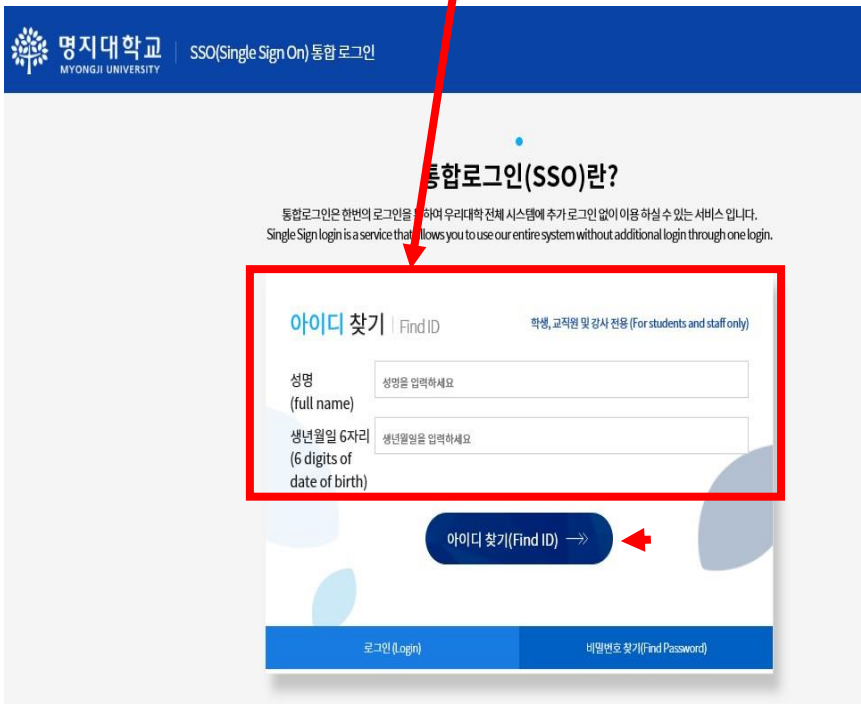 명지대학교
MYONGJI UNIVERSITY
SSO(Single Sign On) 통합 로그인
통합로그인(SSO)란?
통합로그인은 한번의 로그인을 하여 우리대학 전체 시스템에 추가 로그인 없이 이용 하실 수 있는 서비스 입니다.
Single Sign login is a service that allows you to use our entire system without additional login through one login.
아이디 찾기 | Find ID
학생, 교직원 및 강사 전용 (For students and staff only)
성명
(full name)
성명을 입력하세요
생년월일 6자리
(6 digits of
date of birth)
생년월일을 입력하세요
아이디 찾기(Find ID)
로그인 (Login)
비밀번호 찾기(Find Password)